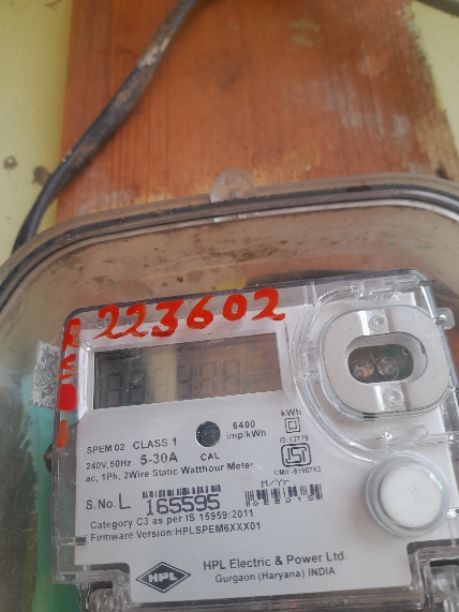 223602
kWh
6400
imp/kWh
SPEM 02 CLASS 1
240V, 50Hz 5-30A CAL
ac, 1Ph, 2Wire Static Watthour Meter
M/Yr
S.No. L 165595
Category C3 as per IS 15959:2011
Firmware Version:HPLSPEM6XXX01
HPL
HPL Electric & Power Ltd.
Gurgaon (Haryana) INDIA